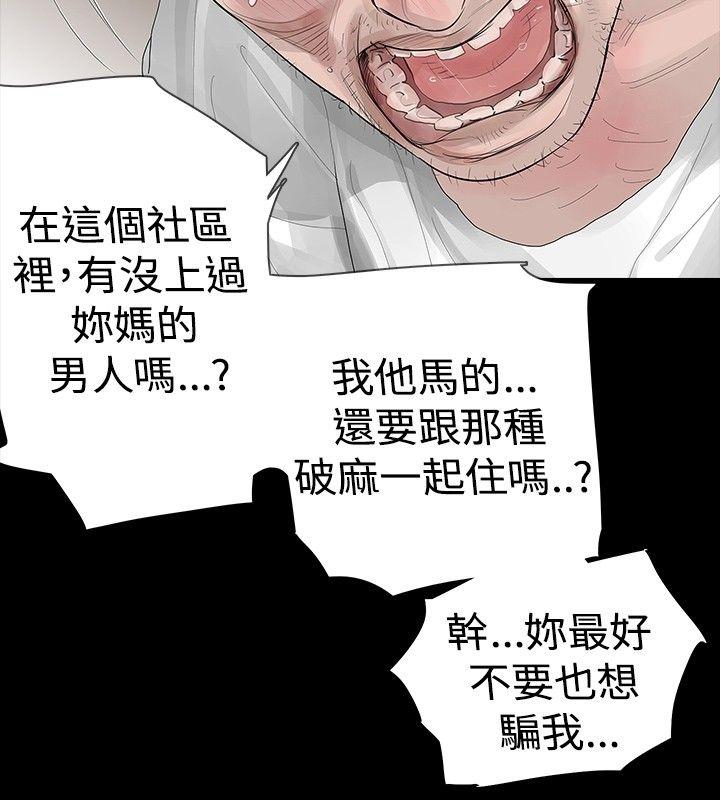 在這個社區
裡,有沒上過
妳媽的
男人嗎...?
我他馬的...
還要跟那種
破麻一起住嗎..?
幹...妳最好
不要也想
騙我...